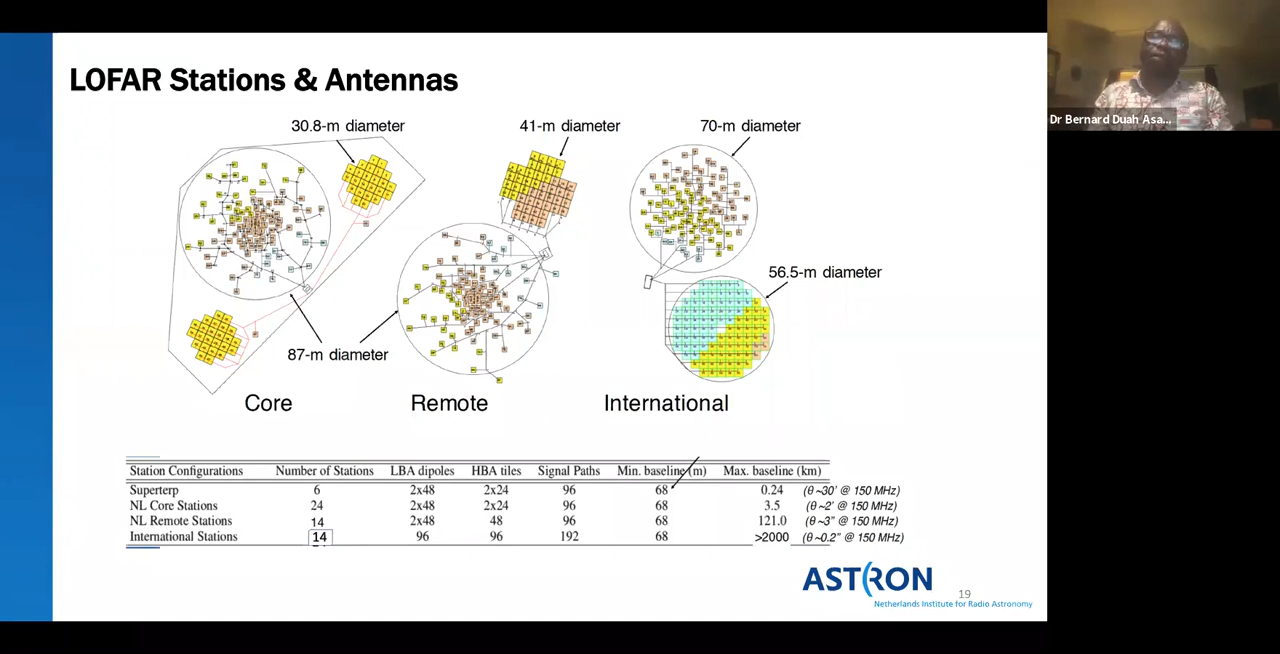 LOFAR Stations & Antennas
30.8-m diameter
41-m diameter
70-m diameter
56.5-m diameter
87-m diameter
Core
Remote
International
Station Configurations Number of Stations LBA dipoles HBA tiles Signal Paths Min. baseline (m) Max. baseline (km)
Superterp 6 2x48 2x24 96 68 0.24 (θ ~30' @ 150 MHz)
NL Core Stations 24 2x48 2x24 96 68 3.5 (θ ~2' @ 150 MHz)
NL Remote Stations 14 2x48 48 96 68 121.0 (θ ~3" @ 150 MHz)
International Stations 14 96 96 192 68 >2000 (θ ~0.2" @ 150 MHz)
ASTRON
Netherlands Institute for Radio Astronomy
19
Dr Bernard Duah Asa...